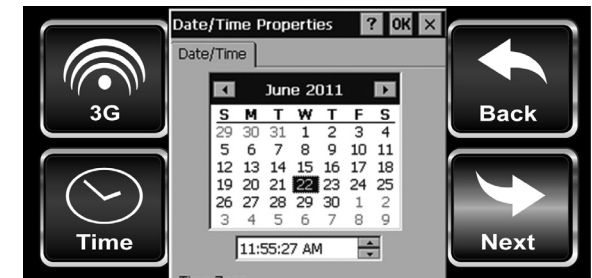 Date/Time Properties ? OK ×
Date/Time
June 2011
S M T W T F S
29 30 31 1 2 3 4
5 6 7 8 9 10 11
12 13 14 15 16 17 18
19 20 21 22 23 24 25
26 27 28 29 30 1 2
3 4 5 6 7 8 9
11:55:27 AM
3G
Time
Back
Next